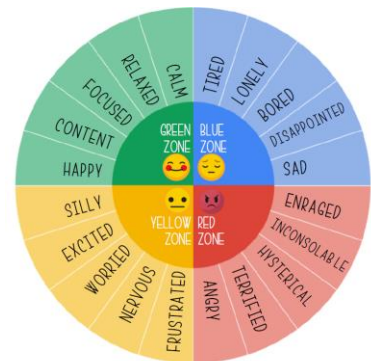 GREEN
ZONE
BLUE
ZONE
YELLOW
ZONE
RED
ZONE
HAPPY
CONTENT
FOCUSED
RELAXED
CALM
TIRED
LONELY
BORED
DISAPPOINTED
SAD
ENRAGED
INCONSOLABLE
HYSTERICAL
TERRIFIED
ANGRY
FRUSTRATED
NERVOUS
WORRIED
EXCITED
SILLY